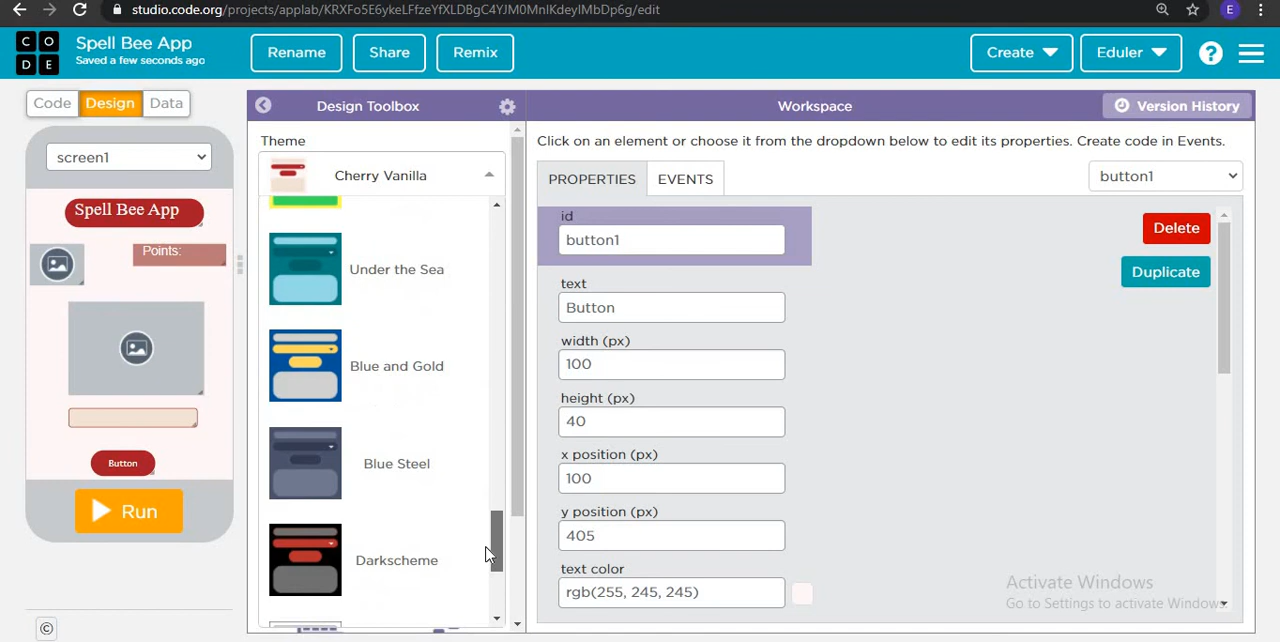 studio.code.org/projects/applab/KRXFo5E6ykeLFfzeYfXLDBgC4YJM0MnIKdeyIMbDp6g/edit
E
C O D E
Spell Bee App
Saved a few seconds ago
Rename
Share
Remix
Create
Eduler
?
Code
Design
Data
Design Toolbox
Workspace
Version History
screen1
Spell Bee App
Points:
Button
Run
©
Theme
Cherry Vanilla
Under the Sea
Blue and Gold
Blue Steel
Darkscheme
Click on an element or choose it from the dropdown below to edit its properties. Create code in Events.
PROPERTIES
EVENTS
button1
id
button1
Delete
Duplicate
text
Button
width (px)
100
height (px)
40
x position (px)
100
y position (px)
405
text color
rgb(255, 245, 245)
Activate Windows
Go to Settings to activate Windows.